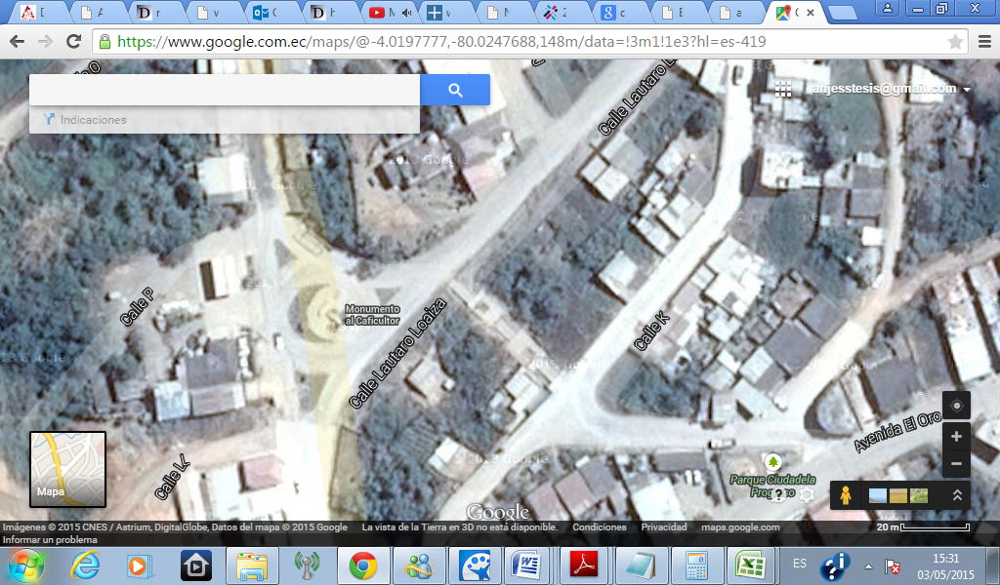 https://www.google.com.ec/maps/@-4.0197777,-80.0247688,148m/data=!3m1!1e3?hl=es-419
anjesstesis@gmail.com
Indicaciones
Calle Lautaro L
Calle P
Monumento
al Caficultor
Calle Lautaro Loaiza
Calle K
Avenida El Oro
Calle L
Parque Ciudadela
Progreso
Mapa
2013 Google
Google
Imágenes © 2015 CNES / Astrium, DigitalGlobe, Datos del mapa © 2015 Google
La vista de la Tierra en 3D no está disponible.
Condiciones
Privacidad
maps.google.com
20 m
Informar un problema
ES
15:31
03/05/2015